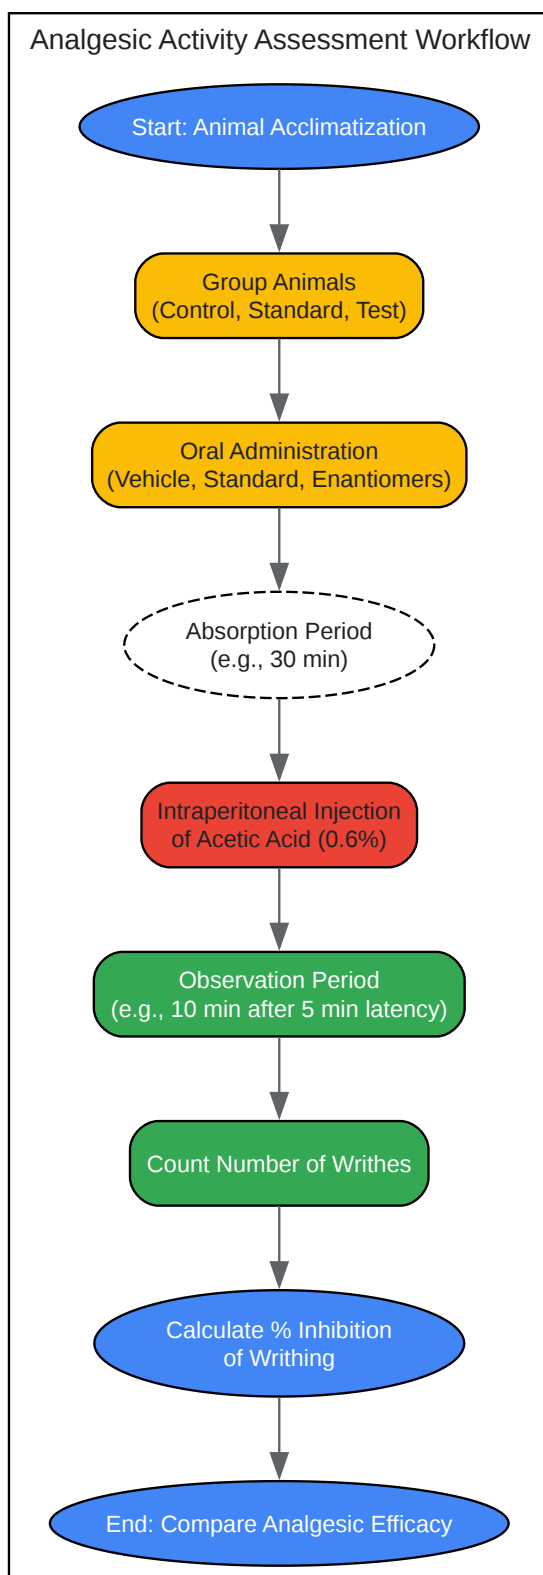 Analgesic Activity Assessment Workflow
Start: Animal Acclimatization
Group Animals
(Control, Standard, Test)
Oral Administration
(Vehicle, Standard, Enantiomers)
Absorption Period
(e.g., 30 min)
Intraperitoneal Injection
of Acetic Acid (0.6%)
Observation Period
(e.g., 10 min after 5 min latency)
Count Number of Writhes
Calculate % Inhibition
of Writhing
End: Compare Analgesic Efficacy